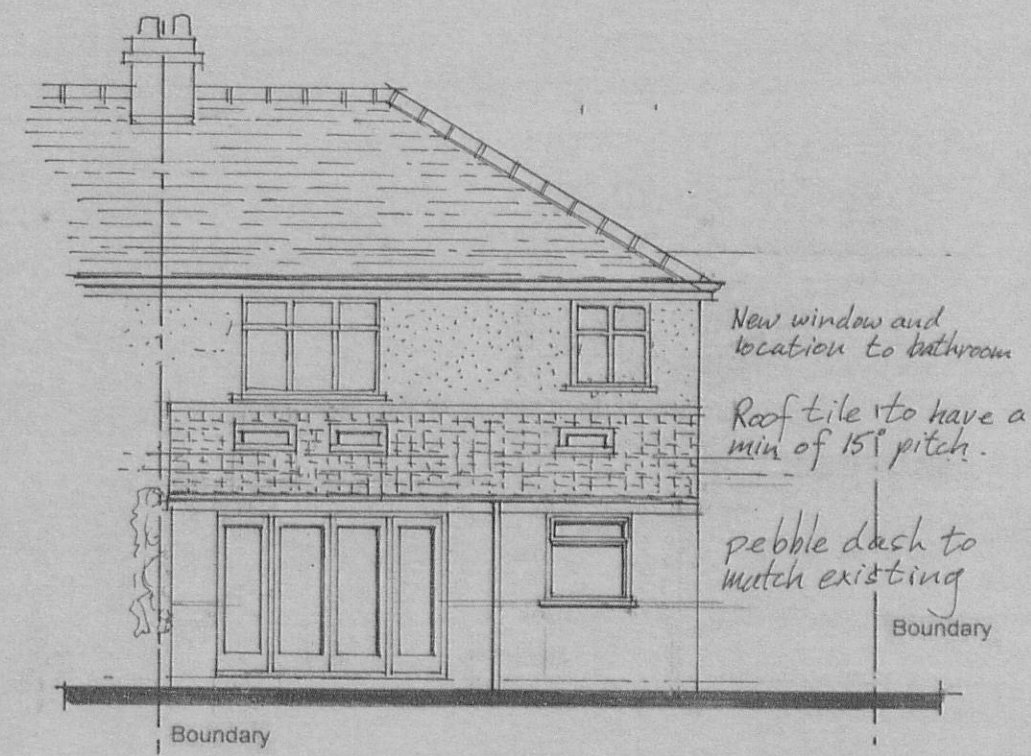 New window and
location to bathroom
Roof tile to have a
min of 15° pitch.
pebble dash to
match existing
Boundary
Boundary